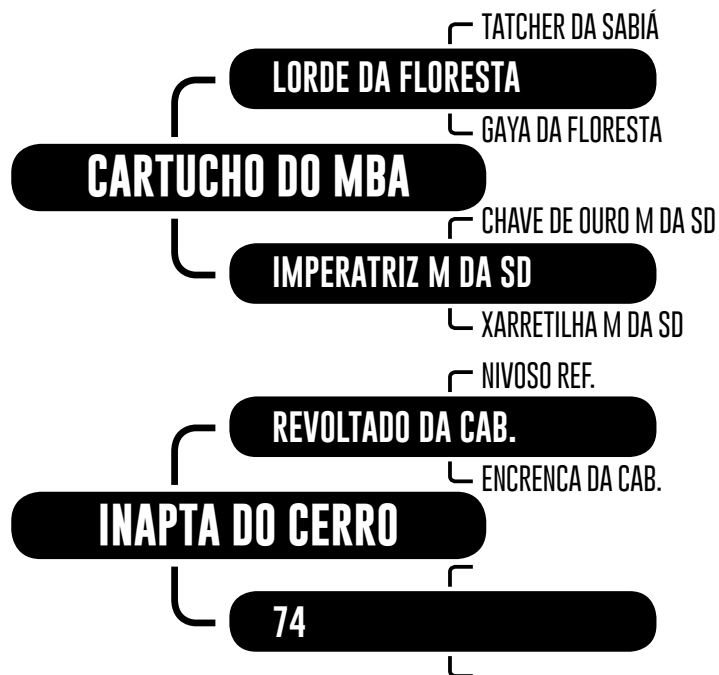 TATCHER DA SABIÁ
LORDE DA FLORESTA
GAYA DA FLORESTA
CARTUCHO DO MBA
CHAVE DE OURO M DA SD
IMPERATRIZ M DA SD
XARRETILHA M DA SD
NIVOSO REF.
REVOLTADO DA CAB.
ENCRENCA DA CAB.
INAPTA DO CERRO
74